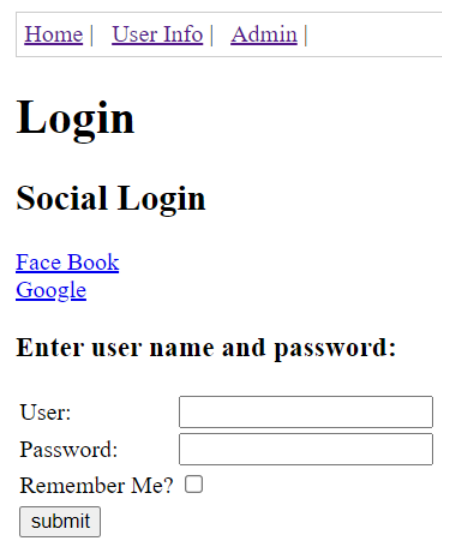 Home | User Info | Admin |
Login
Social Login
Face Book
Google
Enter user name and password:
User:
Password:
Remember Me?
submit